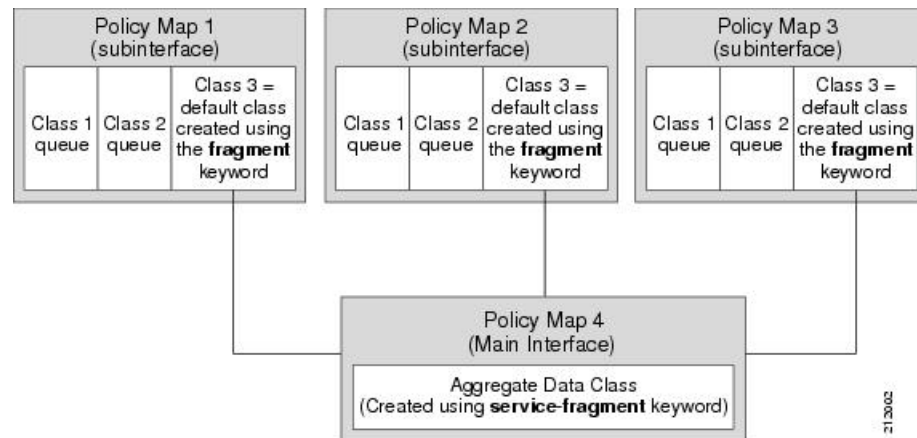 Policy Map 1
(subinterface)
Class 1
queue
Class 2
queue
Class 3 =
default class
created using
the fragment
keyword
Policy Map 2
(subinterface)
Class 1
queue
Class 2
queue
Class 3 =
default class
created using
the fragment
keyword
Policy Map 3
(subinterface)
Class 1
queue
Class 2
queue
Class 3 =
default class
created using
the fragment
keyword
Policy Map 4
(Main Interface)
Aggregate Data Class
(Created using service-fragment keyword)
212002